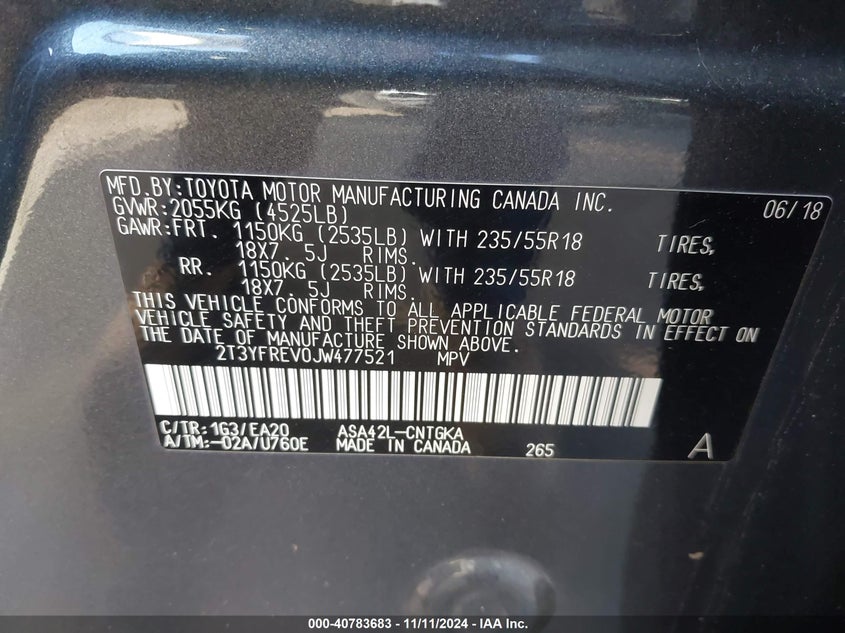 MFD.BY:TOYOTA MOTOR MANUFACTURING CANADA INC. 06/18
GVWR:2055KG (4525LB)
GAWR:FRT. 1150KG (2535LB) WITH 235/55R18 TIRES,
18X7. 5J RIMS.
RR. 1150KG (2535LB) WITH 235/55R18 TIRES,
18X7. 5J RIMS.
THIS VEHICLE CONFORMS TO ALL APPLICABLE FEDERAL MOTOR
VEHICLE SAFETY AND THEFT PREVENTION STANDARDS IN EFFECT ON
THE DATE OF MANUFACTURE SHOWN ABOVE.
2T3YFREV0JW477521 MPV
C/TR:1G3/EA20 ASA42L-CNTGKA
A/TM:-02A/U760E MADE IN CANADA 265 A
000-40783683 - 11/11/2024 - IAA Inc.